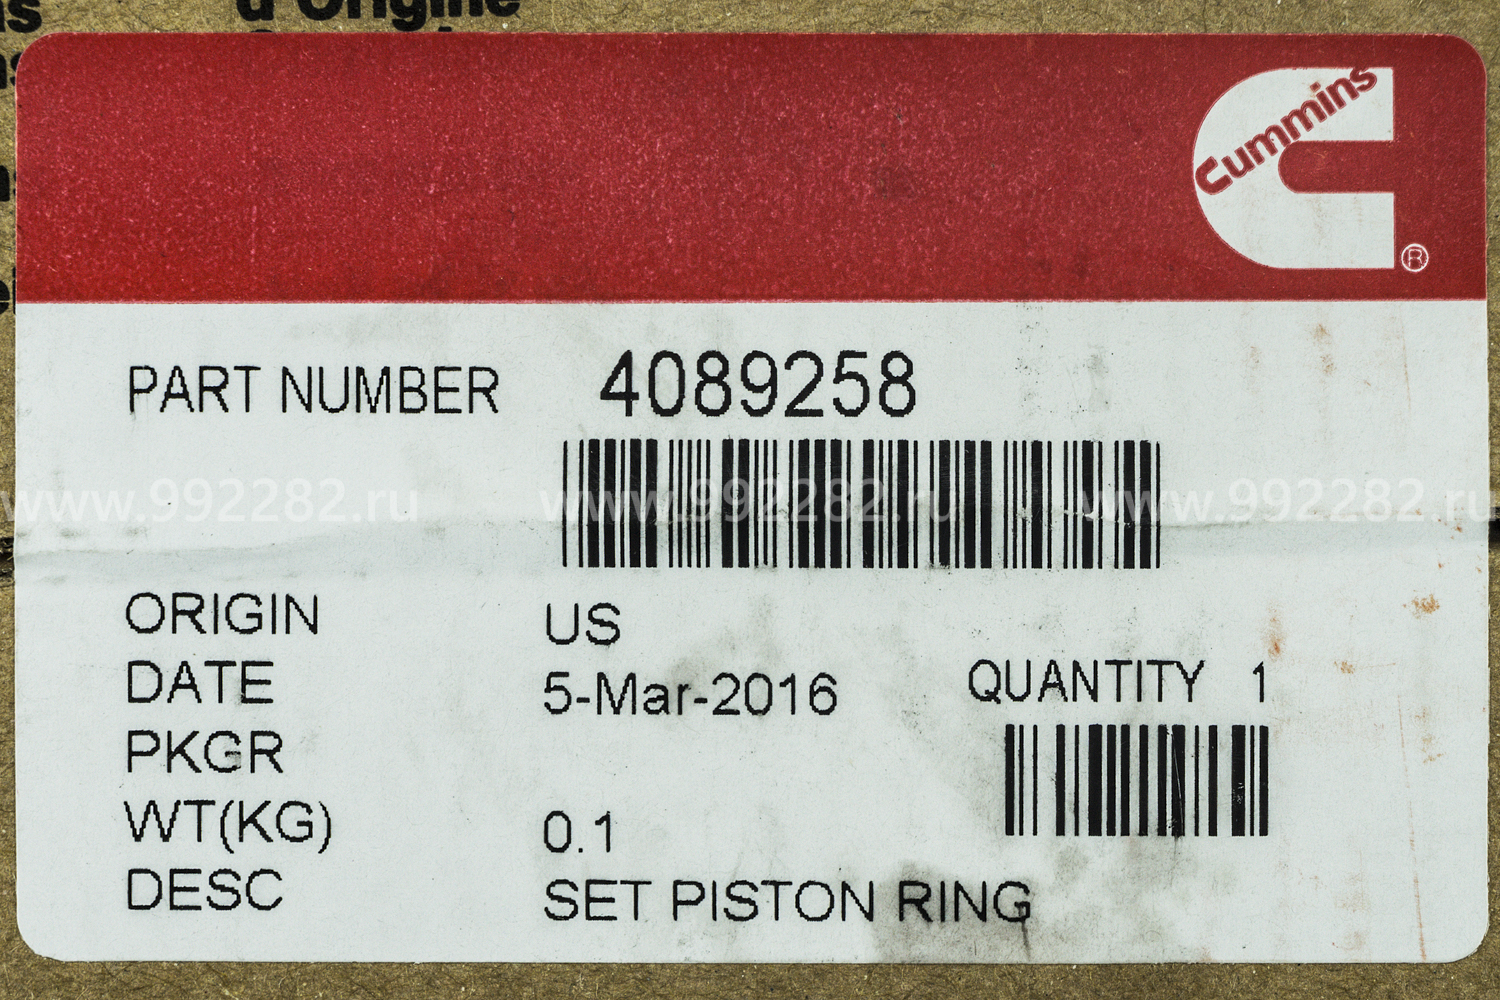 d'Origine
Cummins
®
PART NUMBER 4089258
www.992282.ru www.992282.ru www.992282.ru
ORIGIN US
DATE 5-Mar-2016 QUANTITY 1
PKGR
WT(KG) 0.1
DESC SET PISTON RING